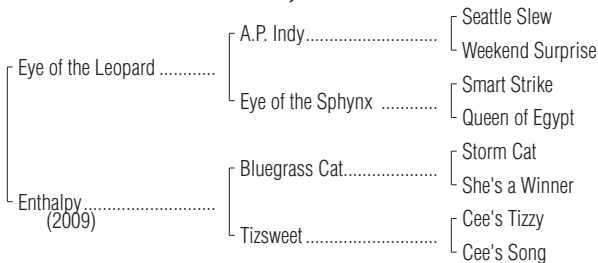 Seattle Slew
A.P. Indy
Weekend Surprise
Eye of the Leopard
Smart Strike
Eye of the Sphynx
Queen of Egypt
Storm Cat
Bluegrass Cat
She's a Winner
Enthalpy
(2009)
Cee's Tizzy
Tizsweet
Cee's Song